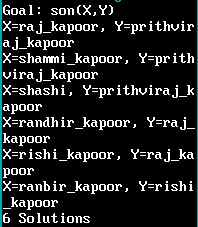 Goal: son(X,Y)
X=raj_kapoor, Y=prithvir
aj_kapoor
X=shammi_kapoor, Y=prith
viraj_kapoor
X=shashi, Y=prithviraj_k
apoor
X=randhir_kapoor, Y=raj_
kapoor
X=rishi_kapoor, Y=raj_ka
poor
X=ranbir_kapoor, Y=rishi
_kapoor
6 Solutions